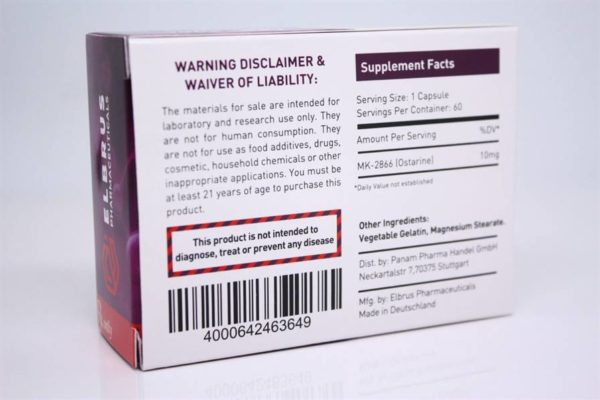 ELBRUS
PHARMACEUTICALS
WARNING DISCLAIMER &
WAIVER OF LIABILITY:
The materials for sale are intended for
laboratory and research use only. They
are not for human consumption. They
are not for use as food additives, drugs,
cosmetic, household chemicals or other
inappropriate applications. You must be
at least 21 years of age to purchase this
product.
This product is not intended to
diagnose, treat or prevent any disease
4000642463649
Supplement Facts
Serving Size: 1 Capsule
Servings Per Container: 60
Amount Per Serving %DV*
MK-2866 (Ostarine) 10mg
*Daily Value not established
Other Ingredients:
Vegetable Gelatin, Magnesium Stearate.
Dist. by: Panam Pharma Handel GmbH
Neckartalstr 7,70375 Stuttgart
Mfg. by: Elbrus Pharmaceuticals
Made in Deutschland